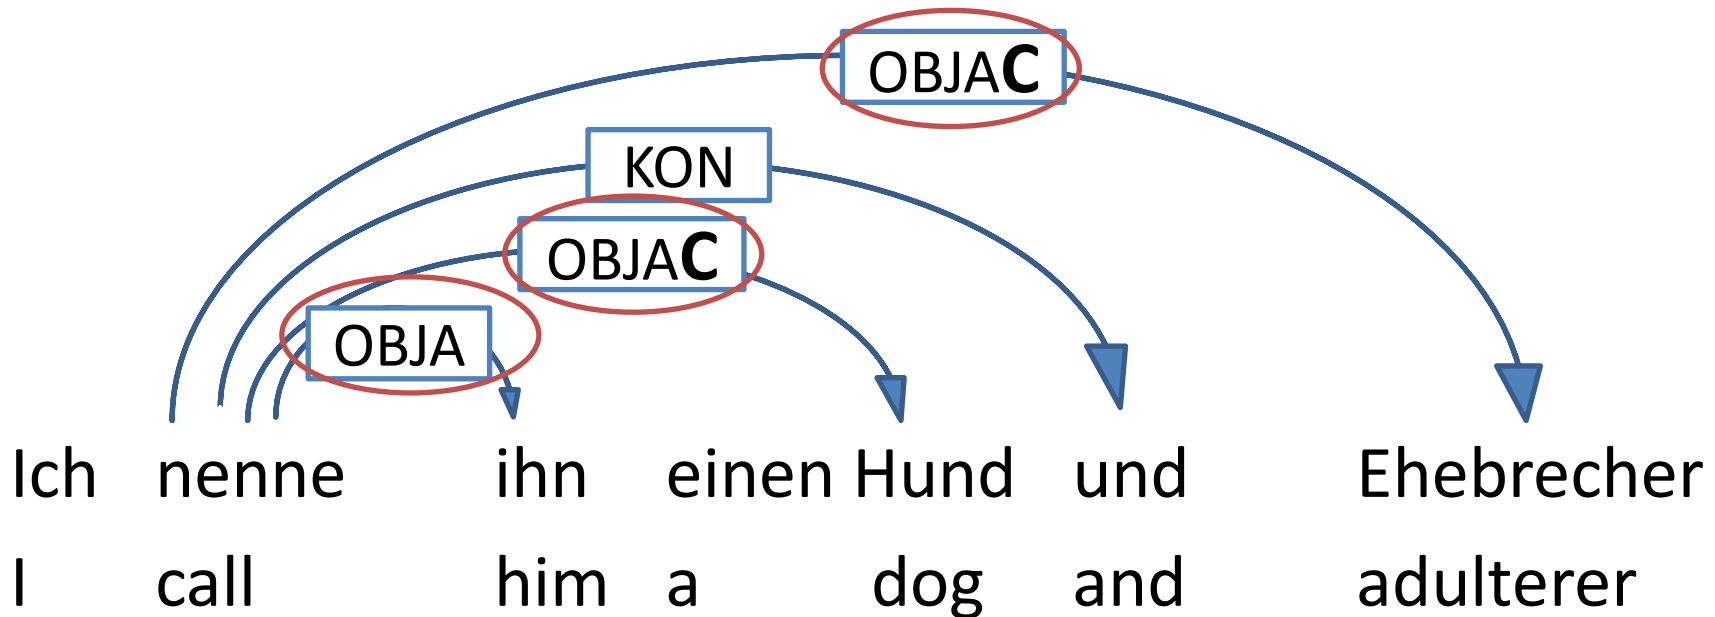 OBJAC
KON
OBJAC
OBJA
Ich nenne ihn einen Hund und Ehebrecher
I call him a dog and adulterer